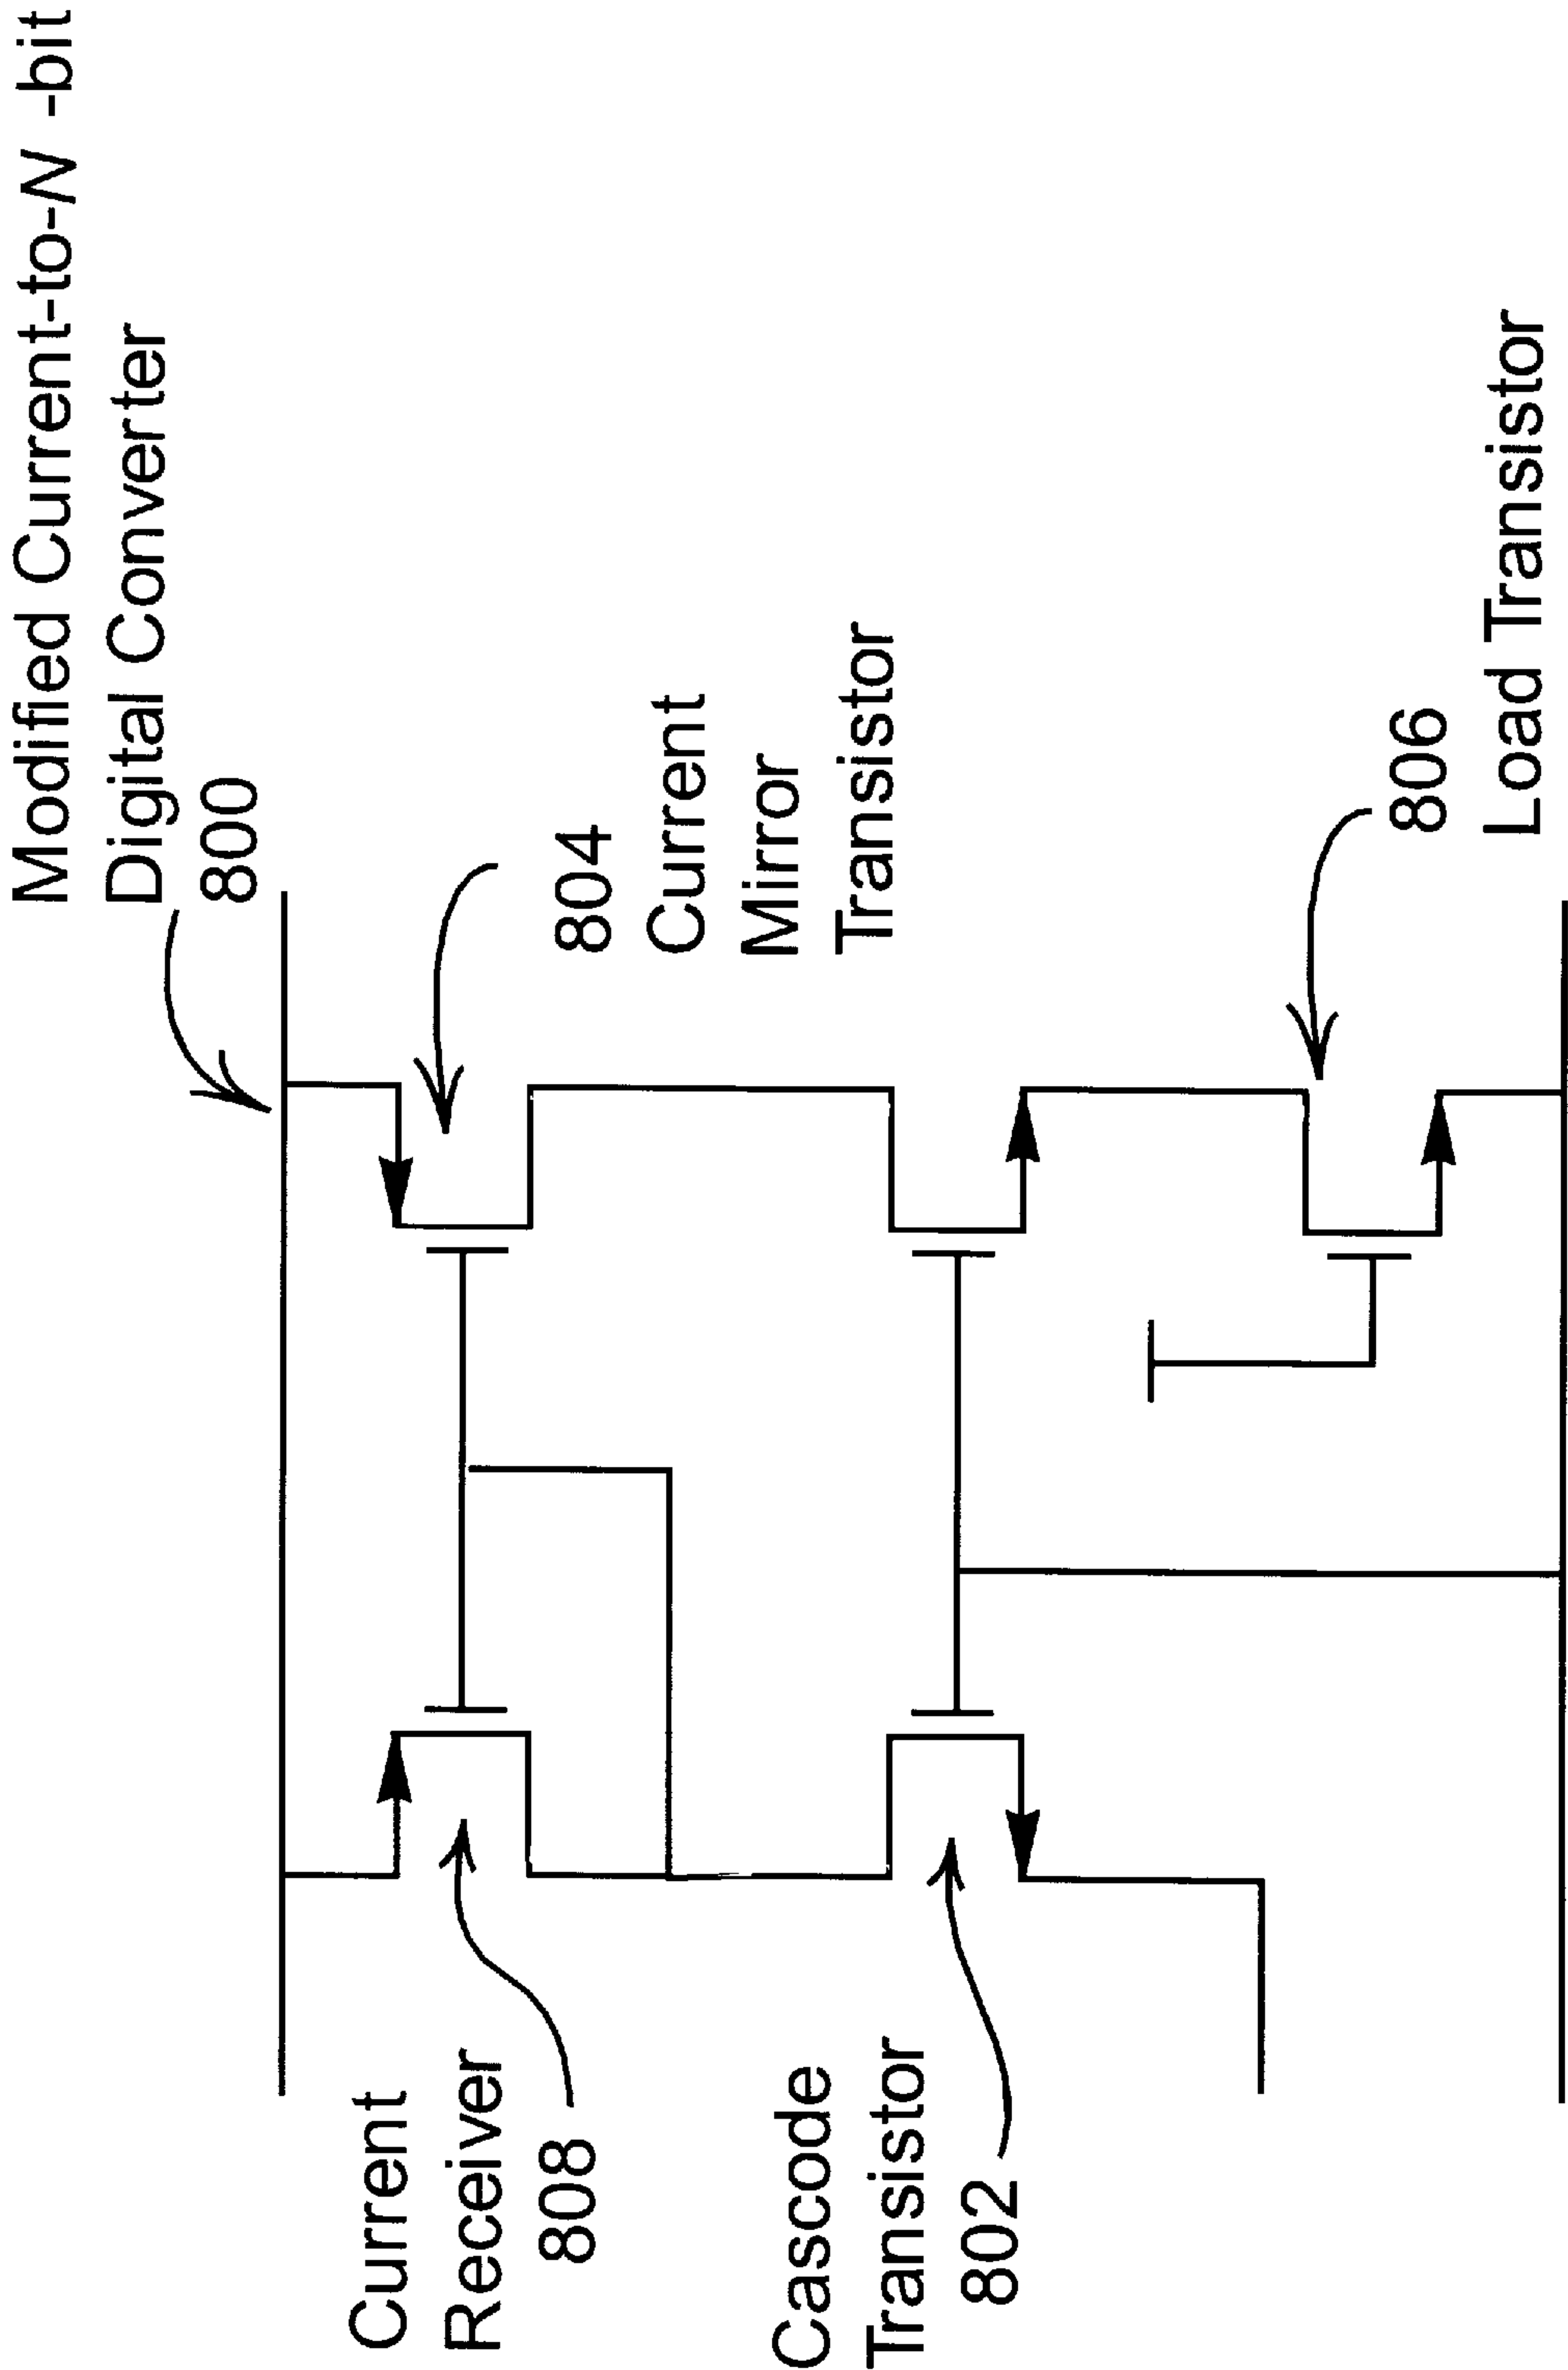 Modified Current-to-N -bit
Digital Converter
800
804
Current
Mirror
Transistor
806
Load Transistor
Current
Receiver
808
Cascode
Transistor
802